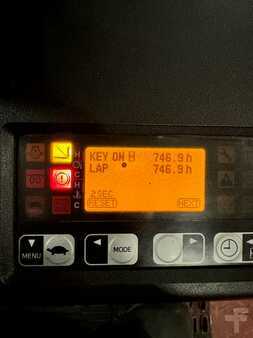 KEY ON H 746.9h
LAP 746.9h
2SEC
RESET NEXT
H
C
H
C
MENU
MODE